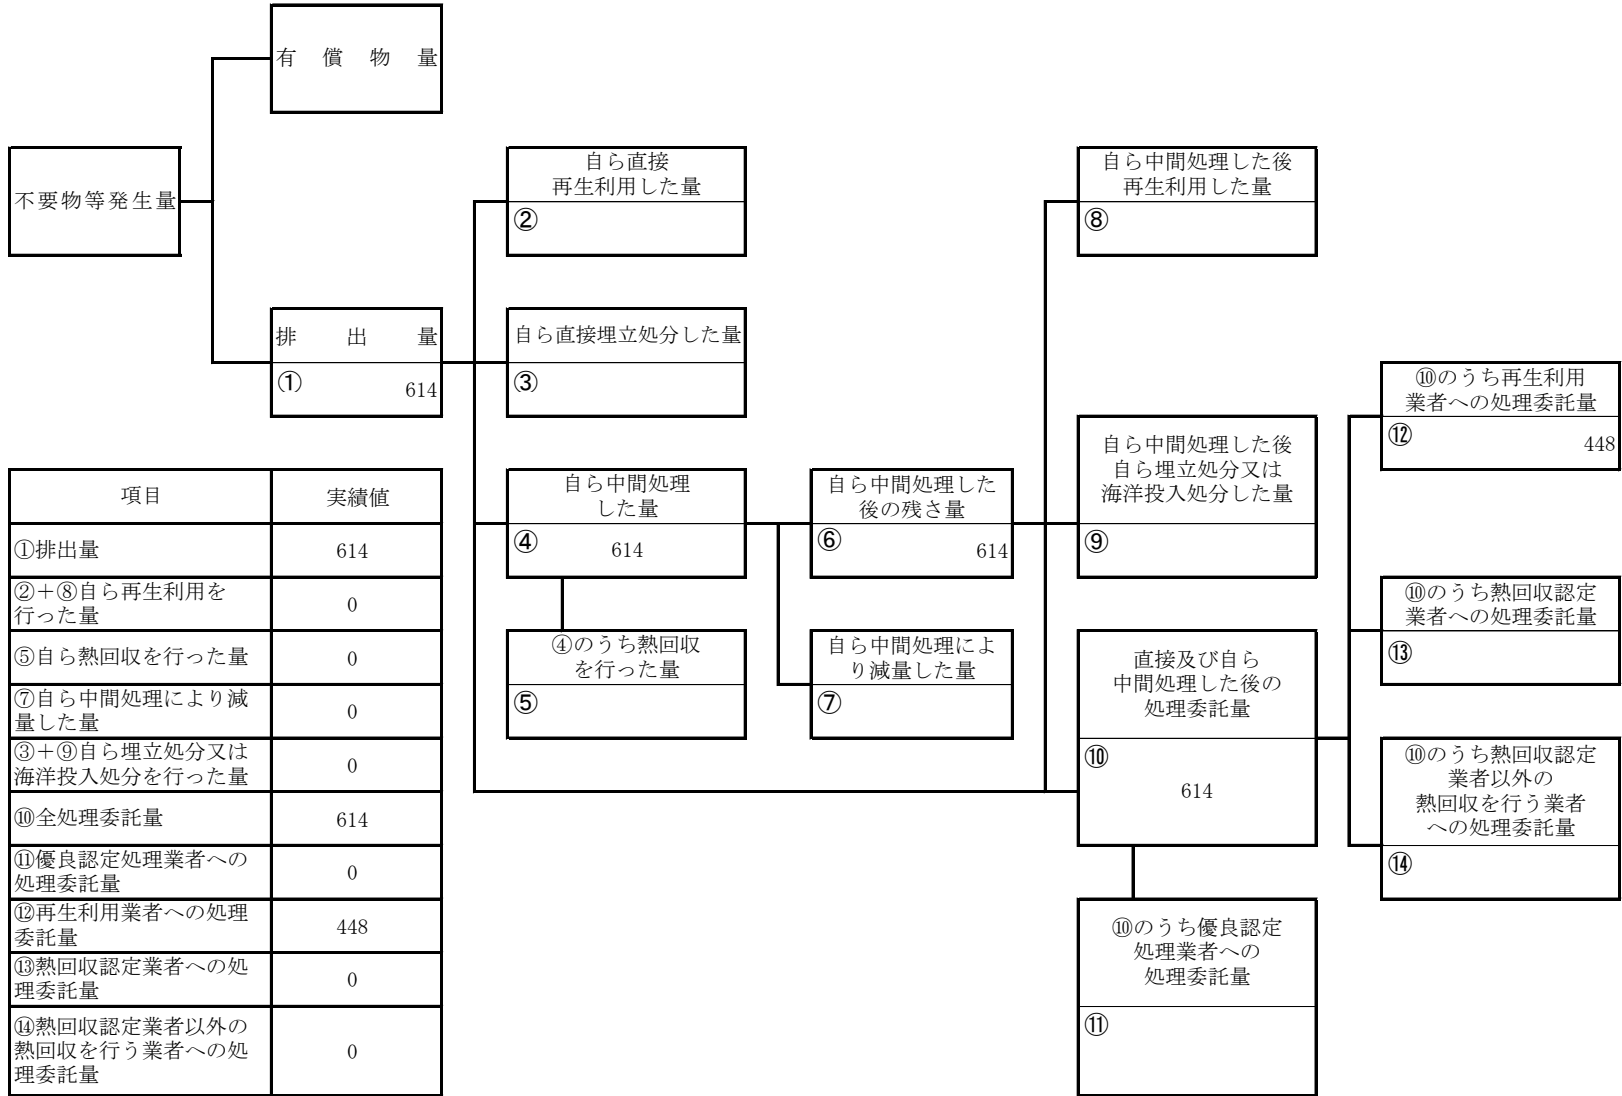 有償物量
不要物等発生量
排出量
①
614
自ら直接
再生利用した量
②
自ら直接埋立処分した量
③
自ら中間処理
した量
④
614
④のうち熱回収
を行った量
⑤
自ら中間処理した
後の残さ量
⑥
614
自ら中間処理によ
り減量した量
⑦
自ら中間処理した後
再生利用した量
⑧
自ら中間処理した後
自ら埋立処分又は
海洋投入処分した量
⑨
直接及び自ら
中間処理した後の
処理委託量
⑩
614
⑩のうち優良認定
処理業者への
処理委託量
⑪
⑩のうち再生利用
業者への処理委託量
⑫
448
⑩のうち熱回収認定
業者への処理委託量
⑬
⑩のうち熱回収認定
業者以外の
熱回収を行う業者
への処理委託量
⑭
項目
実績値
①排出量
614
②＋⑧自ら再生利用を
行った量
0
⑤自ら熱回収を行った量
0
⑦自ら中間処理により減
量した量
0
③＋⑨自ら埋立処分又は
海洋投入処分を行った量
0
⑩全処理委託量
614
⑪優良認定処理業者への
処理委託量
0
⑫再生利用業者への処理
委託量
448
⑬熱回収認定業者への処
理委託量
0
⑭熱回収認定業者以外の
熱回収を行う業者への処
理委託量
0